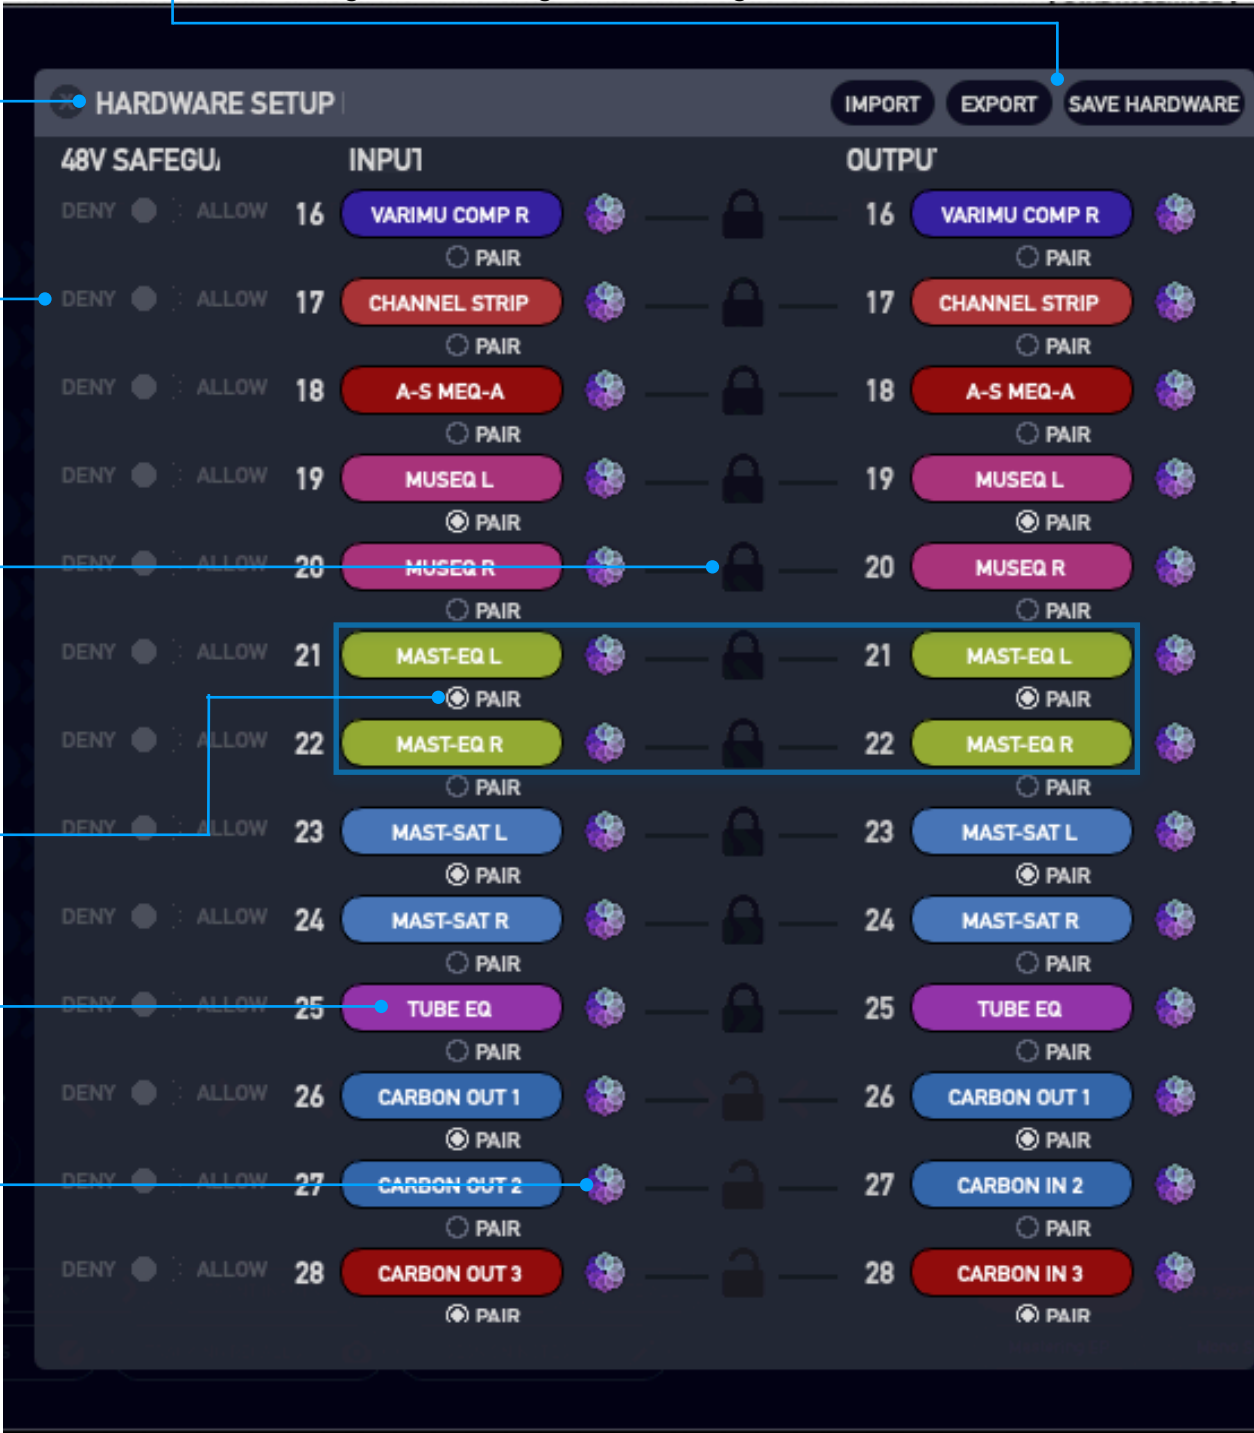 HARDWARE SETUP IMPORT EXPORT SAVE HARDWARE
48V SAFEGU INPUT OUTPUT
DENY ALLOW 16 VARIMU COMP R 16 VARIMU COMP R
PAIR PAIR
DENY ALLOW 17 CHANNEL STRIP 17 CHANNEL STRIP
PAIR PAIR
DENY ALLOW 18 A-S MEQ-A 18 A-S MEQ-A
PAIR PAIR
DENY ALLOW 19 MUSEQ L 19 MUSEQ L
PAIR PAIR
DENY ALLOW 20 MUSEQ R 20 MUSEQ R
PAIR PAIR
DENY ALLOW 21 MAST-EQ L 21 MAST-EQ L
PAIR PAIR
DENY ALLOW 22 MAST-EQ R 22 MAST-EQ R
PAIR PAIR
DENY ALLOW 23 MAST-SAT L 23 MAST-SAT L
PAIR PAIR
DENY ALLOW 24 MAST-SAT R 24 MAST-SAT R
PAIR PAIR
DENY ALLOW 25 TUBE EQ 25 TUBE EQ
PAIR PAIR
DENY ALLOW 26 CARBON OUT 1 26 CARBON OUT 1
PAIR PAIR
DENY ALLOW 27 CARBON OUT 2 27 CARBON IN 2
PAIR PAIR
DENY ALLOW 28 CARBON OUT 3 28 CARBON IN 3
PAIR PAIR